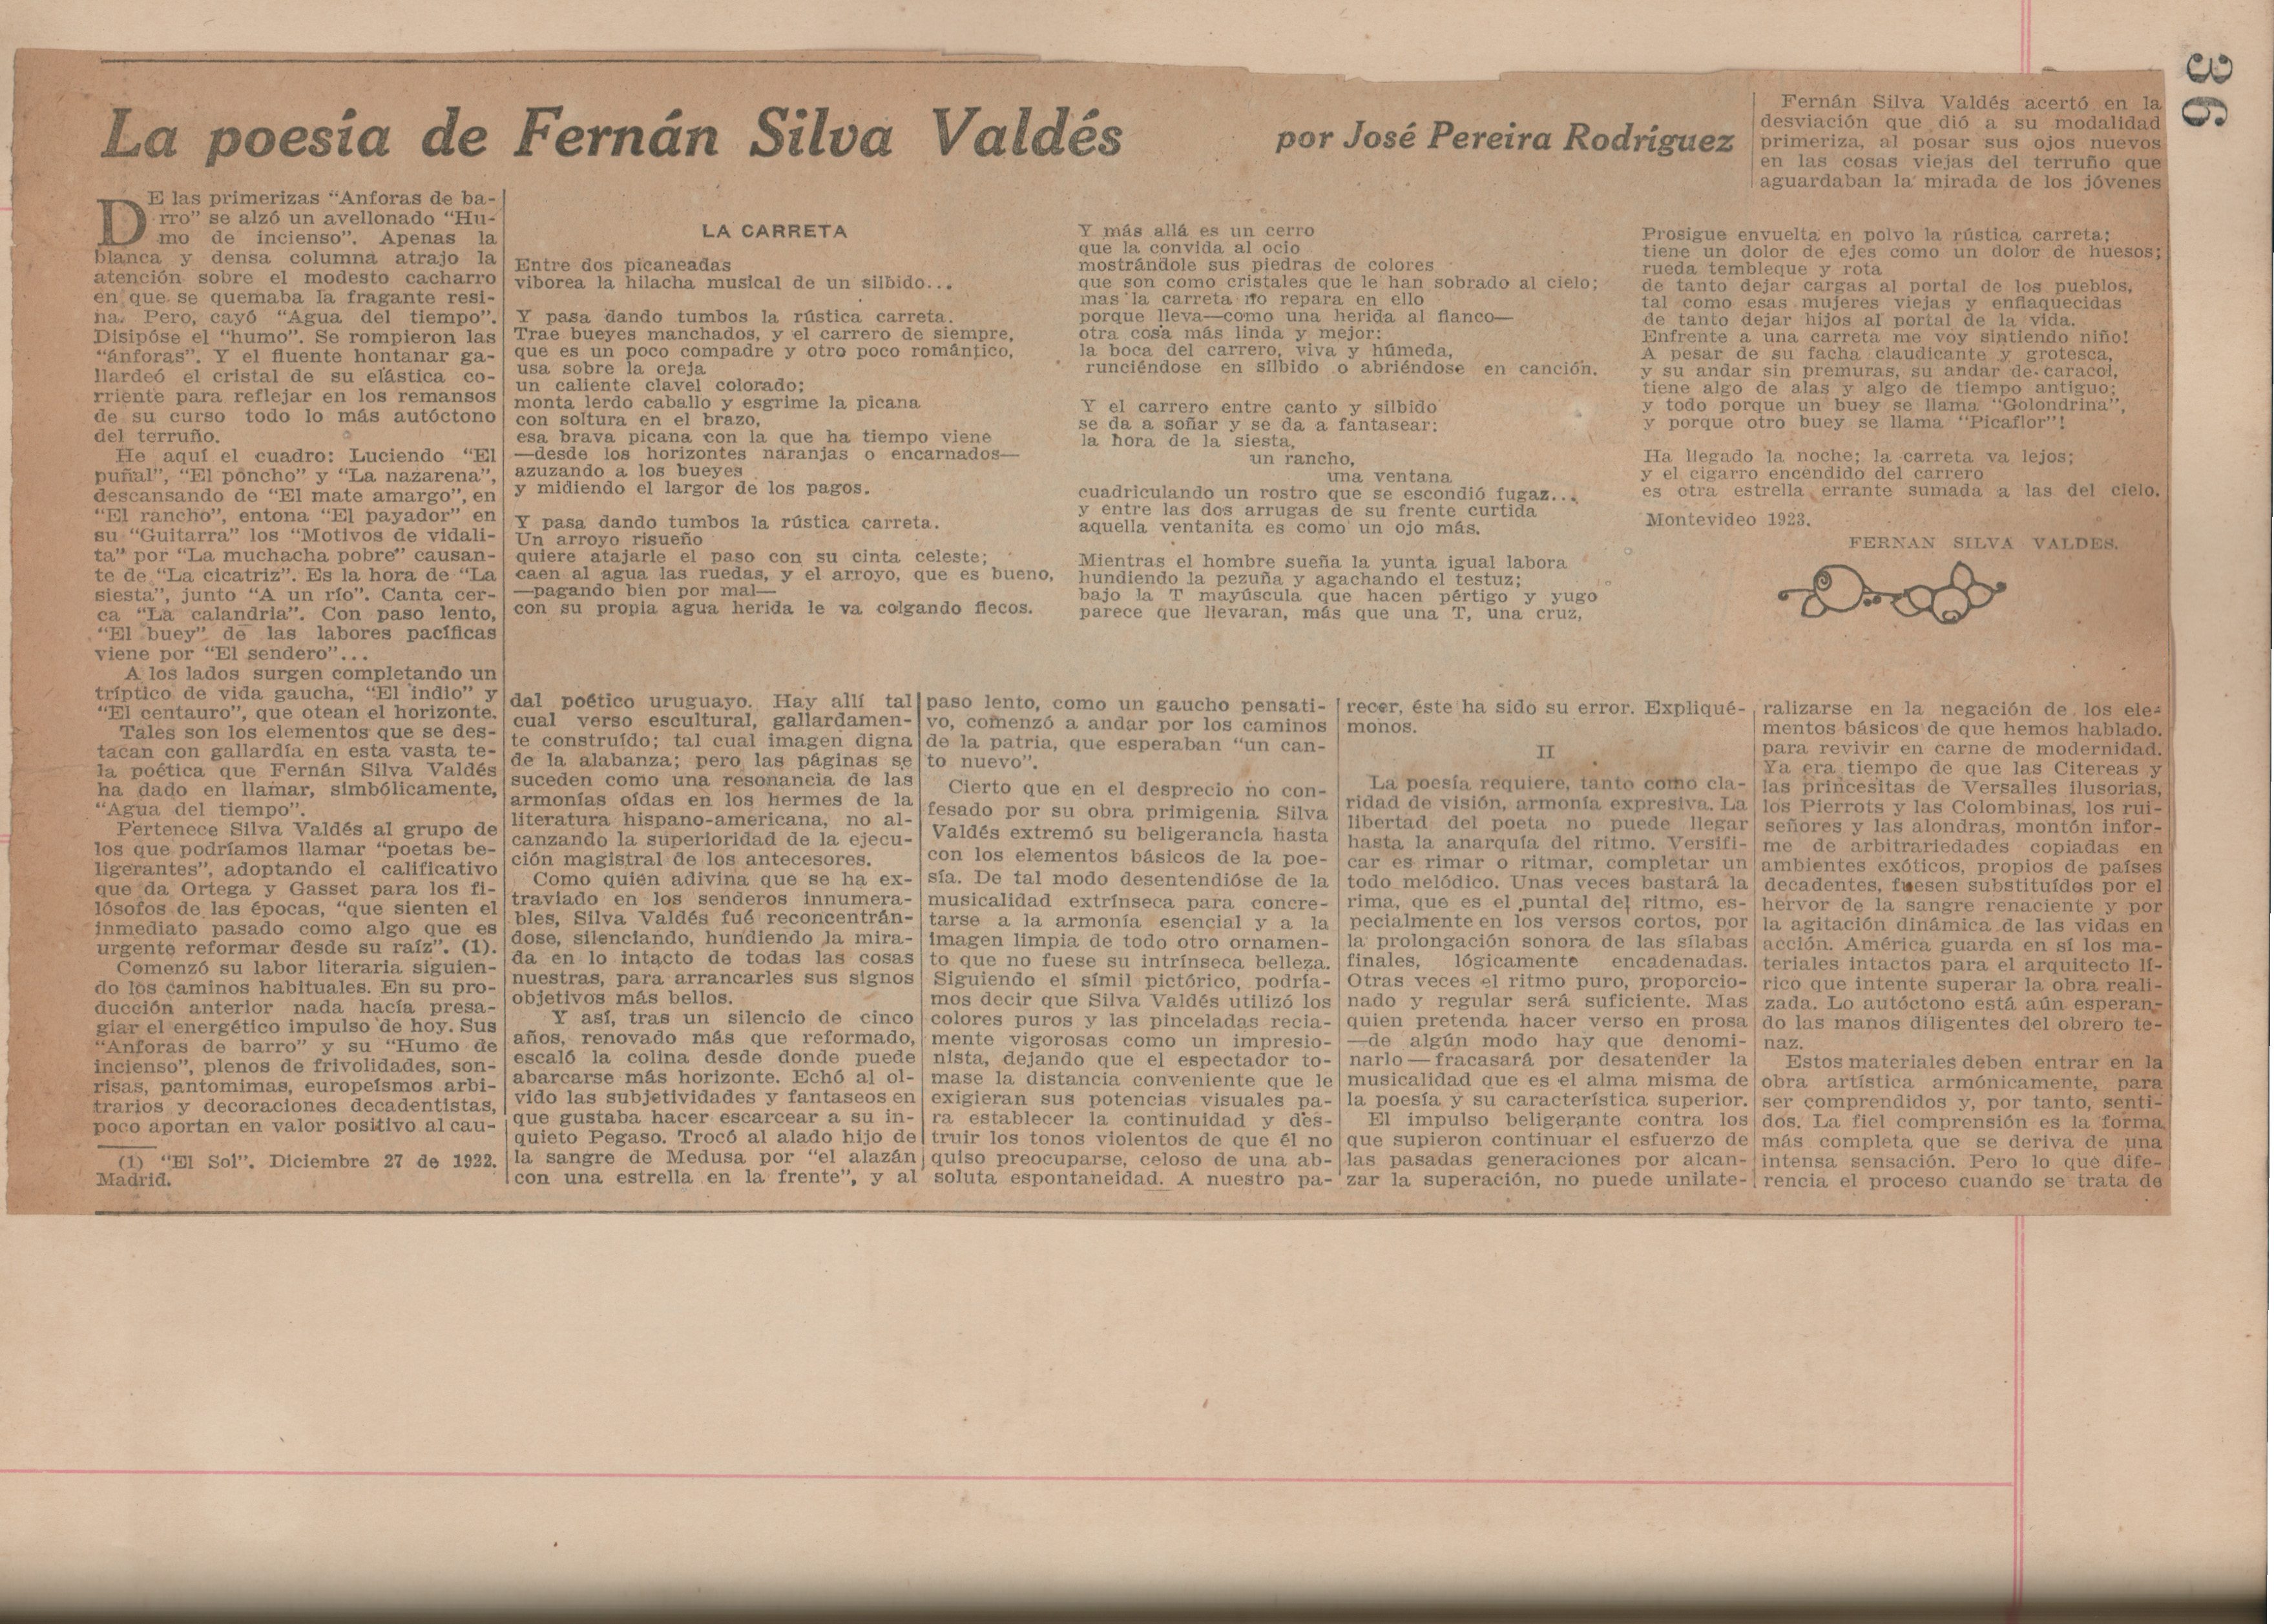 36
La poesía de Fernán Silva Valdés
por José Pereira Rodríguez
Fernán Silva Valdés acertó en la
desviación que dió a su modalidad
primeriza, al posar sus ojos nuevos
en las cosas viejas del terruño que
aguardaban la mirada de los jóvenes
DE las primerizas “Anforas de ba-
rro” se alzó un avellonado “Hu-
mo de incienso”. Apenas la
blanca y densa columna atrajo la
atención sobre el modesto cacharro
en que se quemaba la fragante resi-
na. Pero, cayó “Agua del tiempo”.
Disipóse el “humo”. Se rompieron las
“ánforas”. Y el fluente hontanar ga-
llardeó el cristal de su elástica co-
rriente para reflejar en los remansos
de su curso todo lo más autóctono
del terruño.
He aquí el cuadro: Luciendo “El
puñal”, “El poncho” y “La nazarena”,
descansando de “El mate amargo”, en
“El rancho”, entona “El payador” en
su “Guitarra” los “Motivos de vidali-
ta” por “La muchacha pobre” causan-
te de “La cicatriz”. Es la hora de “La
siesta”, junto “A un río”. Canta cer-
ca “La calandria”. Con paso lento,
“El buey” de las labores pacíficas
viene por “El sendero”...
A los lados surgen completando un
tríptico de vida gaucha, “El indio” y
“El centauro”, que otean el horizonte.
Tales son los elementos que se des-
tacan con gallardía en esta vasta te-
la poética que Fernán Silva Valdés
ha dado en llamar, simbólicamente,
“Agua del tiempo”.
Pertenece Silva Valdés al grupo de
los que podríamos llamar “poetas be-
ligerantes”, adoptando el calificativo
que da Ortega y Gasset para los fi-
lósofos de las épocas, “que sienten el
inmediato pasado como algo que es
urgente reformar desde su raíz”. (1).
Comenzó su labor literaria siguien-
do los caminos habituales. En su pro-
ducción anterior nada hacía presa-
giar el energético impulso de hoy. Sus
“Anforas de barro” y su “Humo de
incienso”, plenos de frivolidades, son-
risas, pantomimas, europeísmos arbi-
trarios y decoraciones decadentistas,
poco aportan en valor positivo al cau-
(1) “El Sol”. Diciembre 27 de 1922.
Madrid.
LA CARRETA
Entre dos picaneadas
viborea la hilacha musical de un silbido...
Y pasa dando tumbos la rústica carreta.
Trae bueyes manchados, y el carrero de siempre,
que es un poco compadre y otro poco romántico,
usa sobre la oreja
un caliente clavel colorado;
monta lerdo caballo y esgrime la picana
con soltura en el brazo,
esa brava picana con la que ha tiempo viene
—desde los horizontes naranjas o encarnados—
azuzando a los bueyes
y midiendo el largor de los pagos.
Y pasa dando tumbos la rústica carreta.
Un arroyo risueño
quiere atajarle el paso con su cinta celeste;
caen al agua las ruedas, y el arroyo, que es bueno,
—pagando bien por mal—
con su propia agua herida le va colgando flecos.
Y más allá es un cerro
que la convida al ocio
mostrándole sus piedras de colores
que son como cristales que le han sobrado al cielo;
mas la carreta no repara en ello
porque lleva—como una herida al flanco—
otra cosa más linda y mejor:
la boca del carrero, viva y húmeda,
runciéndose en silbido o abriéndose en canción.
Y el carrero entre canto y silbido
se da a soñar y se da a fantasear:
la hora de la siesta,
un rancho,
una ventana
cuadriculando un rostro que se escondió fugaz...
y entre las dos arrugas de su frente curtida
aquella ventanita es como un ojo más.
Mientras el hombre sueña la yunta igual labora
hundiendo la pezuña y agachando el testuz;
bajo la T mayúscula que hacen pértigo y yugo
parece que llevaran, más que una T, una cruz,
Prosigue envuelta en polvo la rústica carreta;
tiene un dolor de ejes como un dolor de huesos;
rueda tembleque y rota
de tanto dejar cargas al portal de los pueblos,
tal como esas mujeres viejas y enflaquecidas
de tanto dejar hijos al portal de la vida.
Enfrente a una carreta me voy sintiendo niño!
A pesar de su facha claudicante y grotesca,
y su andar sin premuras, su andar de caracol,
tiene algo de alas y algo de tiempo antiguo;
y todo porque un buey se llama “Golondrina”,
y porque otro buey se llama “Picaflor”!
Ha llegado la noche; la carreta va lejos;
y el cigarro encendido del carrero
es otra estrella errante sumada a las del cielo.
Montevideo 1923.
FERNAN SILVA VALDES.
dal poético uruguayo. Hay allí tal
cual verso escultural, gallardamen-
te construído; tal cual imagen digna
de la alabanza; pero las páginas se
suceden como una resonancia de las
armonías oídas en los hermes de la
literatura hispano-americana, no al-
canzando la superioridad de la ejecu-
ción magistral de los antecesores.
Como quién adivina que se ha ex-
traviado en los senderos innumera-
bles, Silva Valdés fué reconcentrán-
dose, silenciando, hundiendo la mira-
da en lo intacto de todas las cosas
nuestras, para arrancarles sus signos
objetivos más bellos.
Y así, tras un silencio de cinco
años, renovado más que reformado,
escaló la colina desde donde puede
abarcarse más horizonte. Echó al ol-
vido las subjetividades y fantaseos en
que gustaba hacer escarcear a su in-
quieto Pegaso. Trocó al alado hijo de
la sangre de Medusa por “el alazán
con una estrella en la frente”, y al
paso lento, como un gaucho pensati-
vo, comenzó a andar por los caminos
de la patria, que esperaban “un can-
to nuevo”.
Cierto que en el desprecio no con-
fesado por su obra primigenia Silva
Valdés extremó su beligerancia hasta
con los elementos básicos de la poe-
sía. De tal modo desentendióse de la
musicalidad extrínseca para concre-
tarse a la armonía esencial y a la
imagen limpia de todo otro ornamen-
to que no fuese su intrínseca belleza.
Siguiendo el símil pictórico, podría-
mos decir que Silva Valdés utilizó los
colores puros y las pinceladas recia-
mente vigorosas como un impresio-
nista, dejando que el espectador to-
mase la distancia conveniente que le
exigieran sus potencias visuales pa-
ra establecer la continuidad y des-
truir los tonos violentos de que él no
quiso preocuparse, celoso de una ab-
soluta espontaneidad. A nuestro pa-
recer, éste ha sido su error. Expliqué-
monos.
II
La poesía requiere, tanto como cla-
ridad de visión, armonía expresiva. La
libertad del poeta no puede llegar
hasta la anarquía del ritmo. Versifi-
car es rimar o ritmar, completar un
todo melódico. Unas veces bastará la
rima, que es el puntal del ritmo, es-
pecialmente en los versos cortos, por
la prolongación sonora de las sílabas
finales, lógicamente encadenadas.
Otras veces el ritmo puro, proporcio-
nado y regular será suficiente. Mas
quien pretenda hacer verso en prosa
—de algún modo hay que denomi-
narlo—fracasará por desatender la
musicalidad que es el alma misma de
la poesía y su característica superior.
El impulso beligerante contra los
que supieron continuar el esfuerzo de
las pasadas generaciones por alcan-
zar la superación, no puede unilate-
ralizarse en la negación de los ele-
mentos básicos de que hemos hablado.
para revivir en carne de modernidad.
Ya era tiempo de que las Citereas y
las princesitas de Versalles ilusorias,
los Pierrots y las Colombinas, los rui-
señores y las alondras, montón infor-
me de arbitrariedades copiadas en
ambientes exóticos, propios de países
decadentes, fuesen substituídos por el
hervor de la sangre renaciente y por
la agitación dinámica de las vidas en
acción. América guarda en sí los ma-
teriales intactos para el arquitecto lí-
rico que intente superar la obra reali-
zada. Lo autóctono está aún esperan-
do las manos diligentes del obrero te-
naz.
Estos materiales deben entrar en la
obra artística armónicamente, para
ser comprendidos y, por tanto, senti-
dos. La fiel comprensión es la forma
más completa que se deriva de una
intensa sensación. Pero lo que dife-
rencia el proceso cuando se trata de